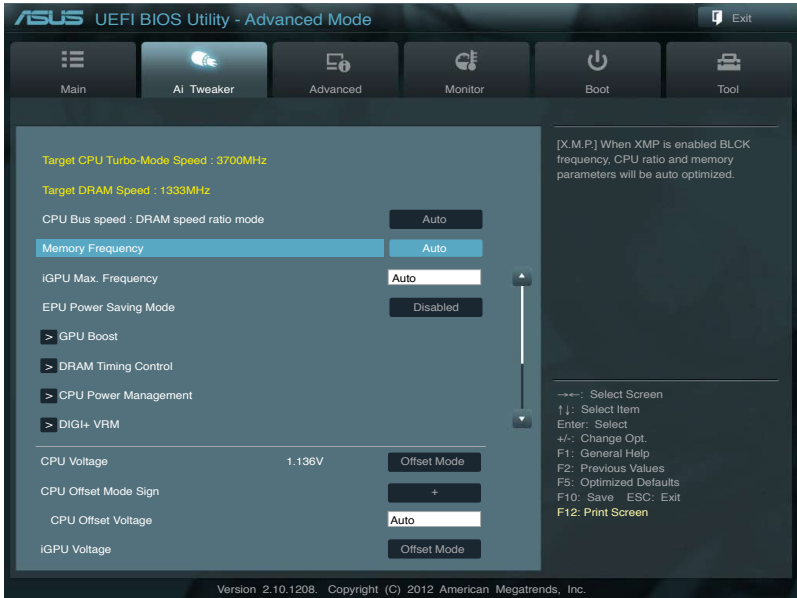 ASUS UEFI BIOS Utility - Advanced Mode
Exit
Main
Ai Tweaker
Advanced
Monitor
Boot
Tool
Target CPU Turbo-Mode Speed : 3700MHz
Target DRAM Speed : 1333MHz
CPU Bus speed : DRAM speed ratio mode Auto
Memory Frequency Auto
iGPU Max. Frequency Auto
EPU Power Saving Mode Disabled
> GPU Boost
> DRAM Timing Control
> CPU Power Management
> DIGI+ VRM
CPU Voltage 1.136V Offset Mode
CPU Offset Mode Sign +
CPU Offset Voltage Auto
iGPU Voltage Offset Mode
[X.M.P.] When XMP is enabled BLCK
frequency, CPU ratio and memory
parameters will be auto optimized.
→←: Select Screen
↑↓: Select Item
Enter: Select
+/-: Change Opt.
F1: General Help
F2: Previous Values
F5: Optimized Defaults
F10: Save ESC: Exit
F12: Print Screen
Version 2.10.1208. Copyright (C) 2012 American Megatrends, Inc.